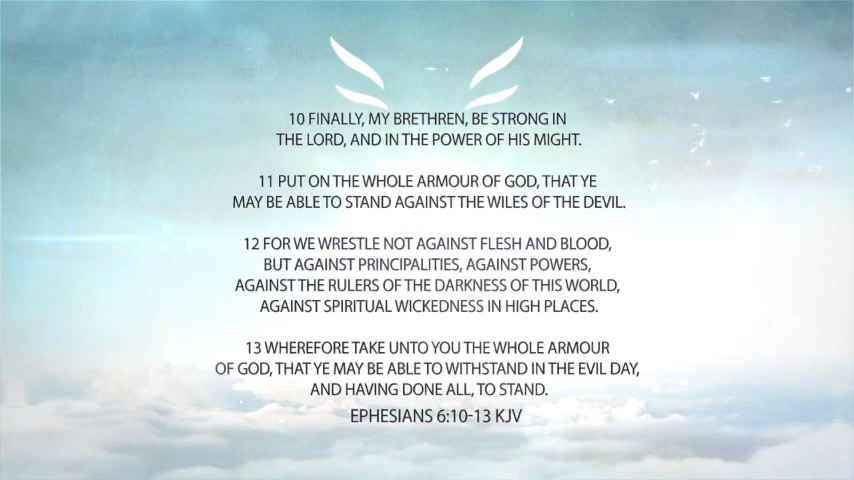 10 FINALLY, MY BRETHREN, BE STRONG IN
THE LORD, AND IN THE POWER OF HIS MIGHT.
11 PUT ON THE WHOLE ARMOUR OF GOD, THAT YE
MAY BE ABLE TO STAND AGAINST THE WILES OF THE DEVIL.
12 FOR WE WRESTLE NOT AGAINST FLESH AND BLOOD,
BUT AGAINST PRINCIPALITIES, AGAINST POWERS,
AGAINST THE RULERS OF THE DARKNESS OF THIS WORLD,
AGAINST SPIRITUAL WICKEDNESS IN HIGH PLACES.
13 WHEREFORE TAKE UNTO YOU THE WHOLE ARMOUR
OF GOD, THAT YE MAY BE ABLE TO WITHSTAND IN THE EVIL DAY,
AND HAVING DONE ALL, TO STAND.
EPHESIANS 6:10-13 KJV